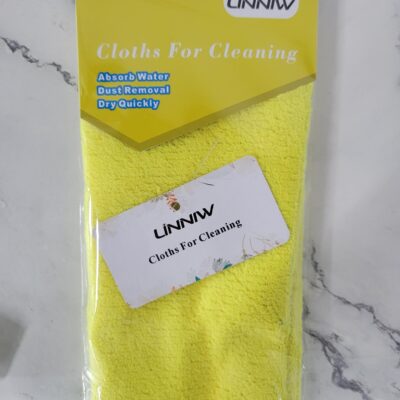 LINNIW
Cloths For Cleaning
Absorb Water
Dust Removal
Dry Quickly
LINNIW
Cloths For Cleaning